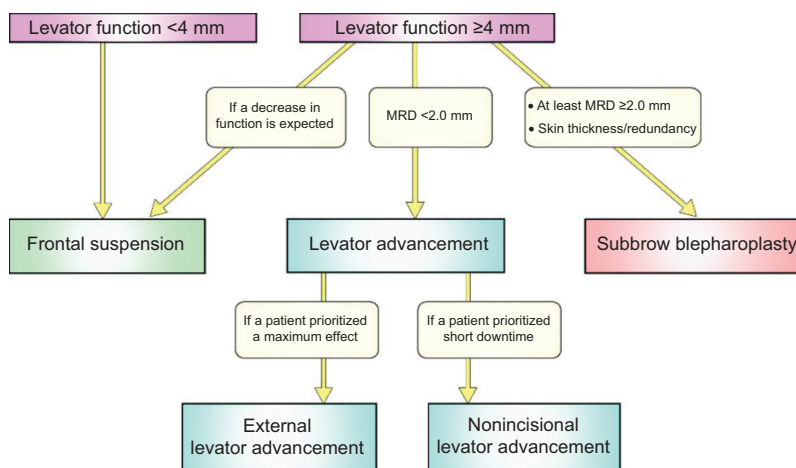 Levator function <4 mm
Levator function ≥4 mm
If a decrease in
function is expected
MRD <2.0 mm
• At least MRD ≥2.0 mm
• Skin thickness/redundancy
Frontal suspension
Levator advancement
Subbrow blepharoplasty
If a patient prioritized
a maximum effect
If a patient prioritized
short downtime
External
levator advancement
Nonincisional
levator advancement